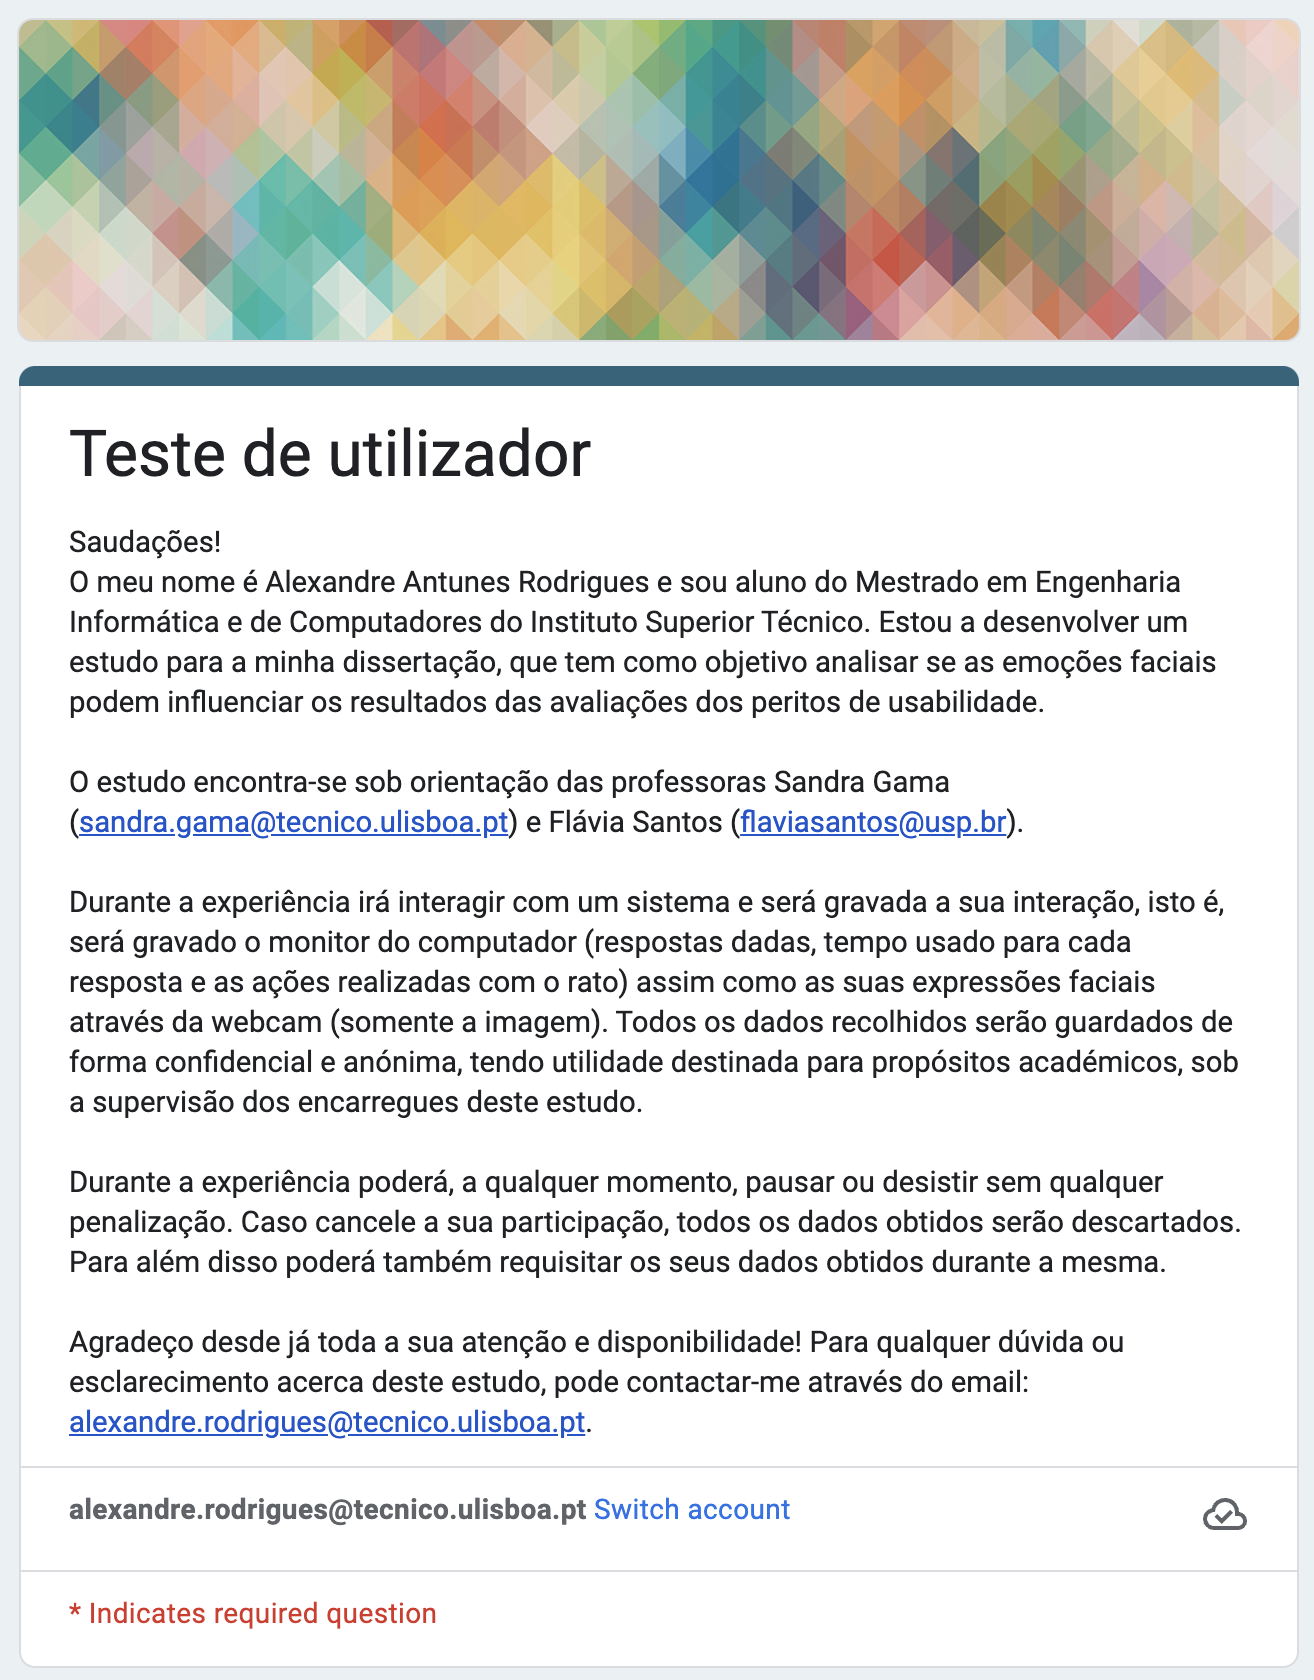 Teste de utilizador
Saudações!
O meu nome é Alexandre Antunes Rodrigues e sou aluno do Mestrado em Engenharia
Informática e de Computadores do Instituto Superior Técnico. Estou a desenvolver um
estudo para a minha dissertação, que tem como objetivo analisar se as emoções faciais
podem influenciar os resultados das avaliações dos peritos de usabilidade.
O estudo encontra-se sob orientação das professoras Sandra Gama
(sandra.gama@tecnico.ulisboa.pt) e Flávia Santos (flaviasantos@usp.br).
Durante a experiência irá interagir com um sistema e será gravada a sua interação, isto é,
será gravado o monitor do computador (respostas dadas, tempo usado para cada
resposta e as ações realizadas com o rato) assim como as suas expressões faciais
através da webcam (somente a imagem). Todos os dados recolhidos serão guardados de
forma confidencial e anónima, tendo utilidade destinada para propósitos académicos, sob
a supervisão dos encarregues deste estudo.
Durante a experiência poderá, a qualquer momento, pausar ou desistir sem qualquer
penalização. Caso cancele a sua participação, todos os dados obtidos serão descartados.
Para além disso poderá também requisitar os seus dados obtidos durante a mesma.
Agradeço desde já toda a sua atenção e disponibilidade! Para qualquer dúvida ou
esclarecimento acerca deste estudo, pode contactar-me através do email:
alexandre.rodrigues@tecnico.ulisboa.pt.
alexandre.rodrigues@tecnico.ulisboa.pt Switch account
* Indicates required question